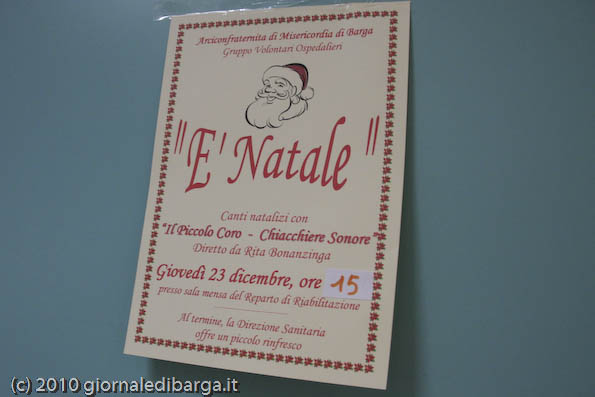 Arciconfraternita di Misericordia di Barga
Gruppo Volontari Ospedalieri
"E' Natale"
Canti natalizi con
"Il Piccolo Coro - Chiacchiere Sonore"
Diretto da Rita Bonanzinga
Giovedì 23 dicembre, ore 15
presso sala mensa del Reparto di Riabilitazione
Al termine, la Direzione Sanitaria
offre un piccolo rinfresco
(c) 2010 giornaledibarga.it